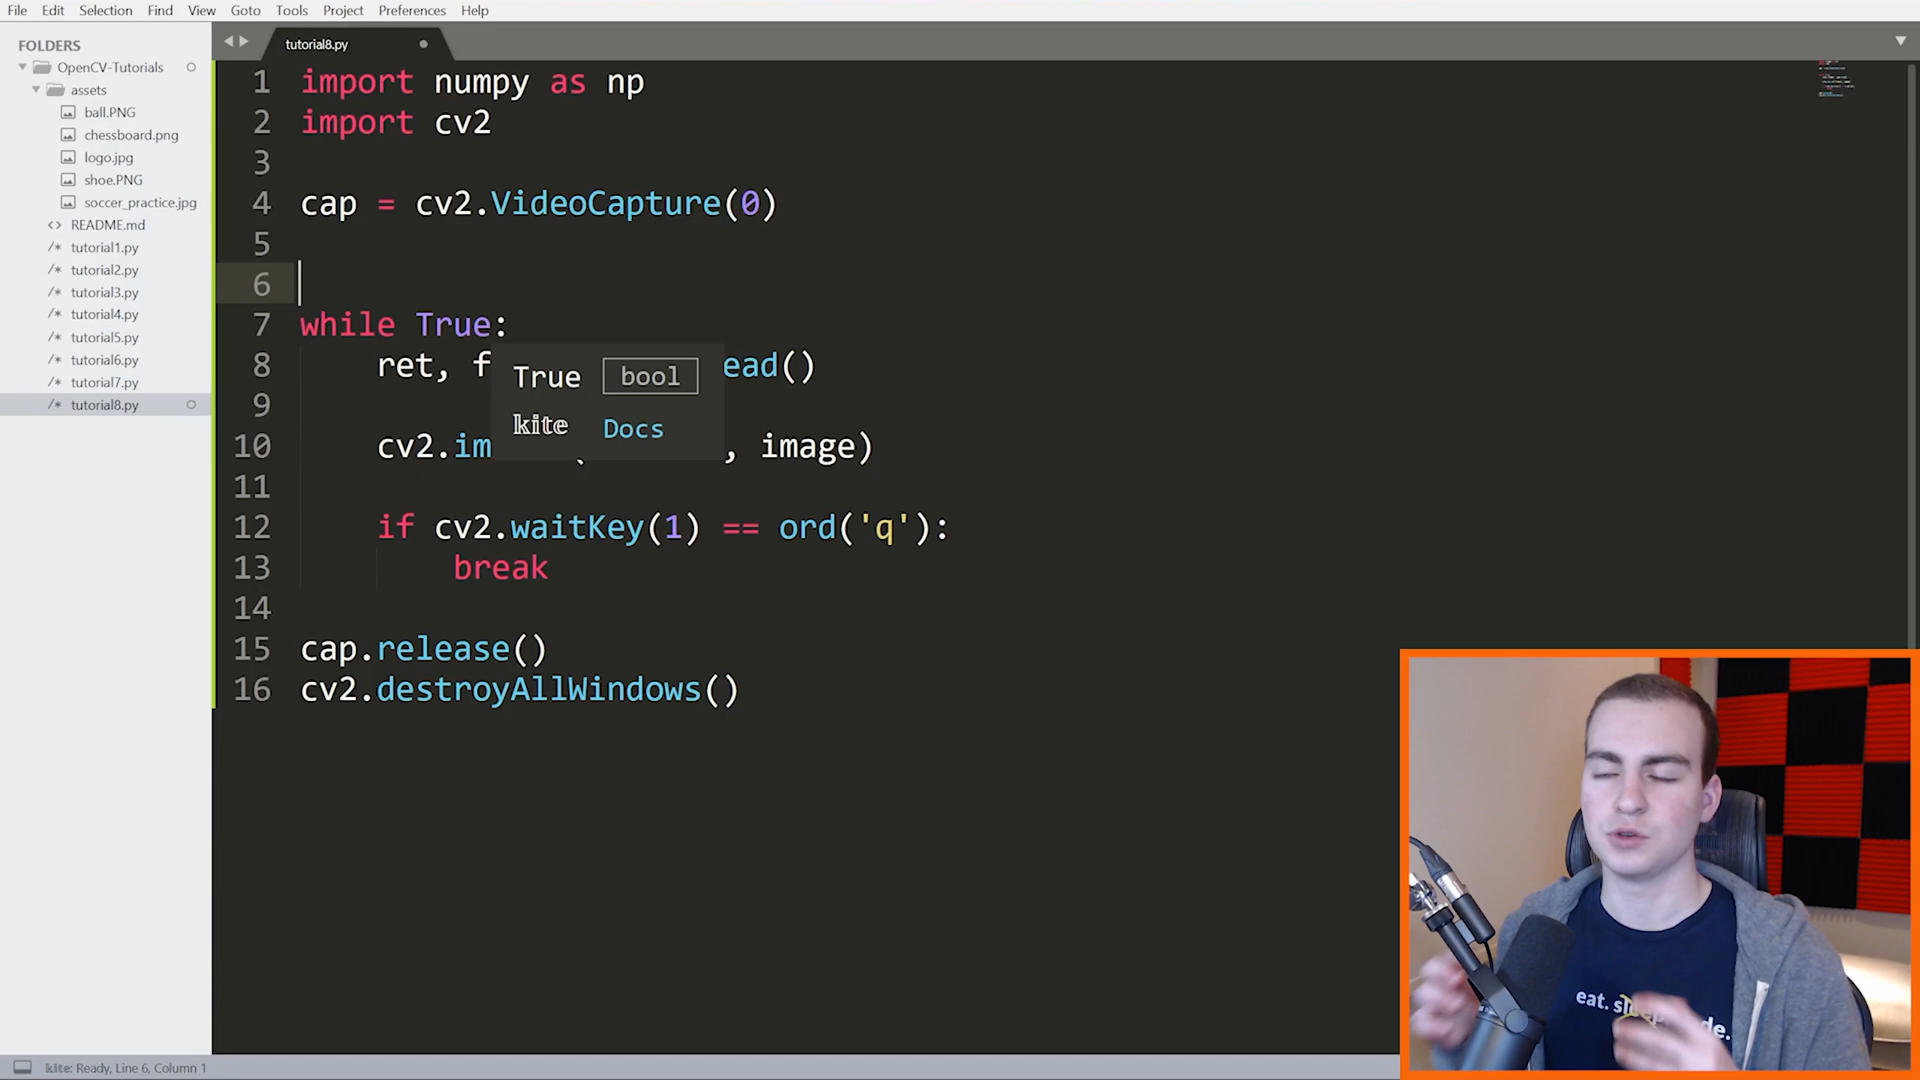 File Edit Selection Find View Goto Tools Project Preferences Help
FOLDERS
OpenCV-Tutorials
assets
ball.PNG
chessboard.png
logo.jpg
shoe.PNG
soccer_practice.jpg
<> README.md
/* tutorial1.py
/* tutorial2.py
/* tutorial3.py
/* tutorial4.py
/* tutorial5.py
/* tutorial6.py
/* tutorial7.py
/* tutorial8.py
tutorial8.py
1 import numpy as np
2 import cv2
3
4 cap = cv2.VideoCapture(0)
5
6
7 while True:
8 ret, f ead()
True bool
9
kite Docs
10 cv2.im , image)
11
12 if cv2.waitKey(1) == ord('q'):
13 break
14
15 cap.release()
16 cv2.destroyAllWindows()
eat. sleep. de.
kite: Ready, Line 6, Column 1